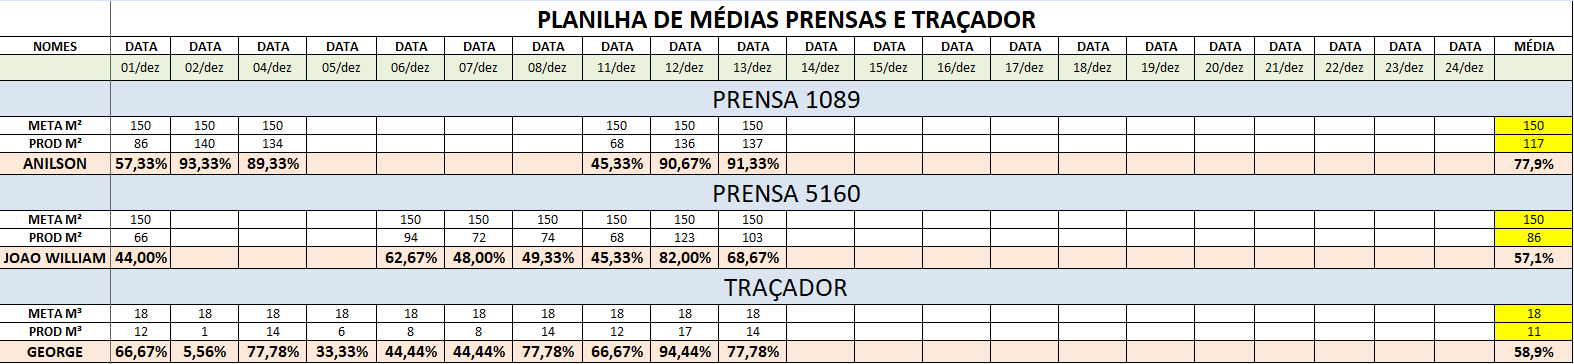 PLANILHA DE MÉDIAS PRENSAS E TRAÇADOR
NOMES DATA DATA DATA DATA DATA DATA DATA DATA DATA DATA DATA DATA DATA DATA DATA DATA DATA DATA DATA DATA DATA MÉDIA
01/dez 02/dez 04/dez 05/dez 06/dez 07/dez 08/dez 11/dez 12/dez 13/dez 14/dez 15/dez 16/dez 17/dez 18/dez 19/dez 20/dez 21/dez 22/dez 23/dez 24/dez
PRENSA 1089
META M² 150 150 150 150 150 150 150
PROD M² 86 140 134 68 136 137 117
ANILSON 57,33% 93,33% 89,33% 45,33% 90,67% 91,33% 77,9%
PRENSA 5160
META M² 150 150 150 150 150 150 150 150
PROD M² 66 94 72 74 68 123 103 86
JOAO WILLIAM 44,00% 62,67% 48,00% 49,33% 45,33% 82,00% 68,67% 57,1%
TRAÇADOR
META M³ 18 18 18 18 18 18 18 18 18 18 18
PROD M³ 12 1 14 6 8 8 14 12 17 14 11
GEORGE 66,67% 5,56% 77,78% 33,33% 44,44% 44,44% 77,78% 66,67% 94,44% 77,78% 58,9%